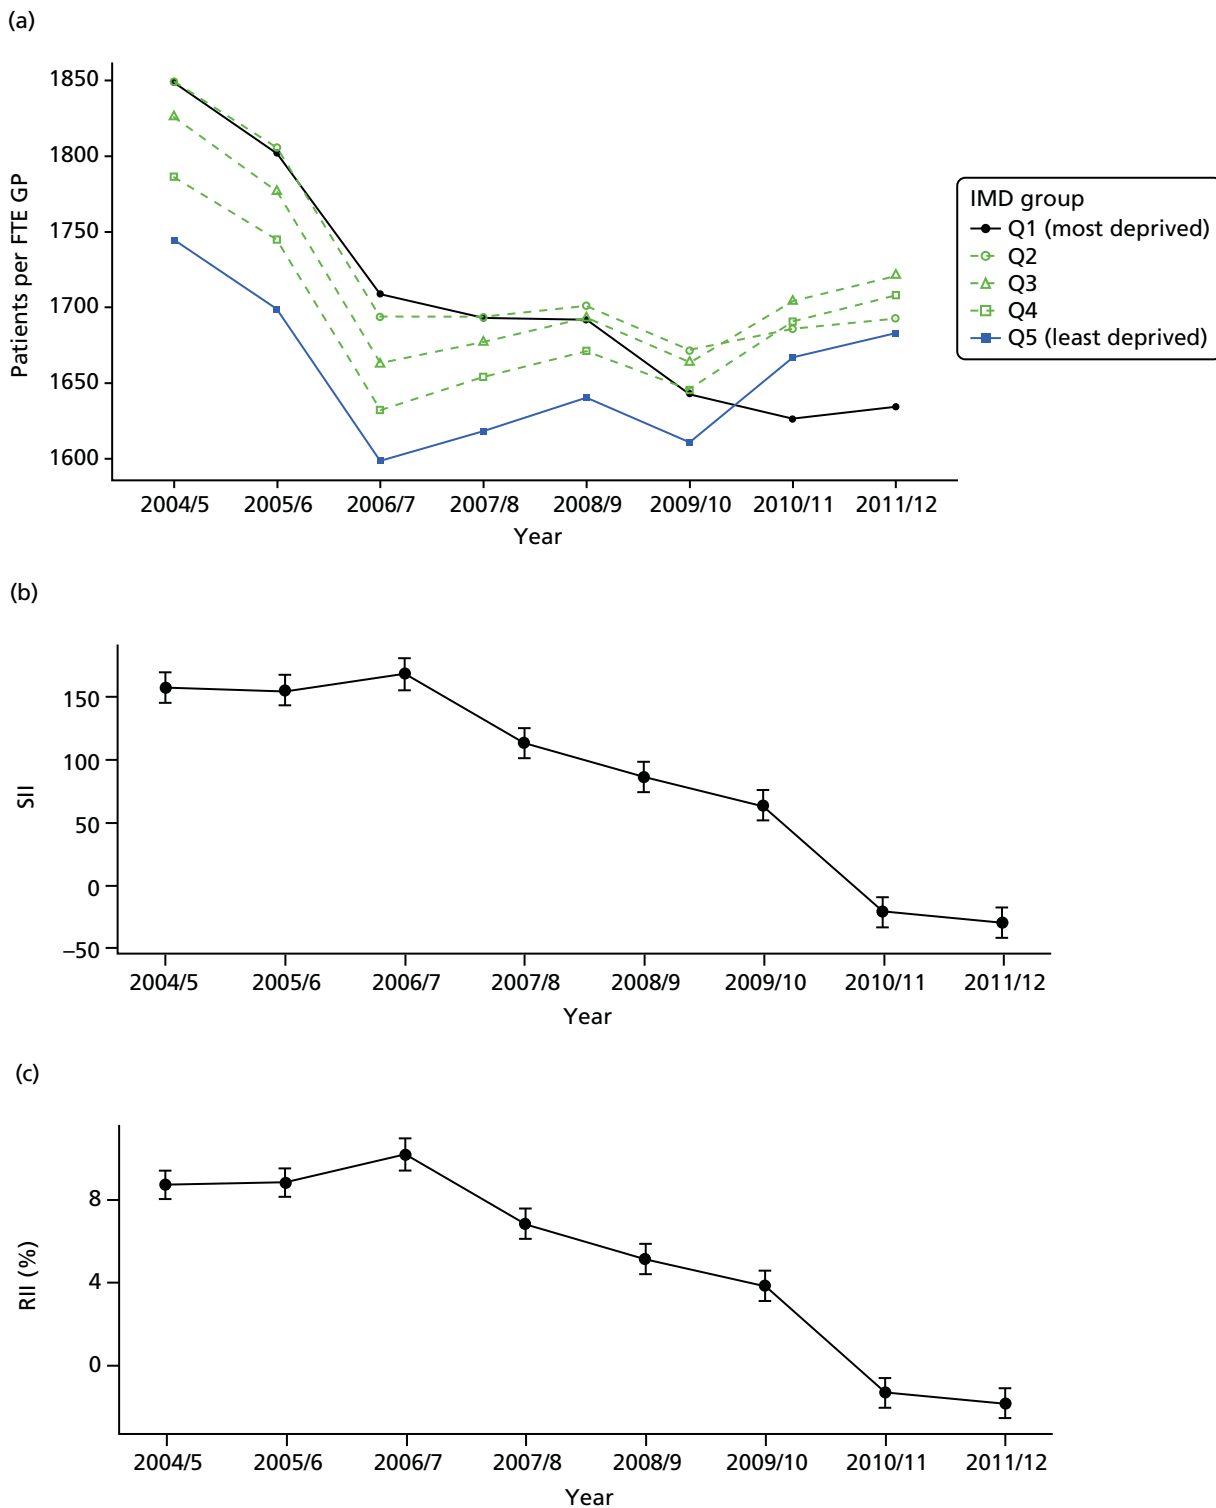 (a)
1850
1800
1750
1700
1650
1600
Patients per FTE GP
2004/5 2005/6 2006/7 2007/8 2008/9 2009/10 2010/11 2011/12
Year
IMD group
Q1 (most deprived)
Q2
Q3
Q4
Q5 (least deprived)
(b)
150
100
50
0
−50
SII
2004/5 2005/6 2006/7 2007/8 2008/9 2009/10 2010/11 2011/12
Year
(c)
8
4
0
RII (%)
2004/5 2005/6 2006/7 2007/8 2008/9 2009/10 2010/11 2011/12
Year